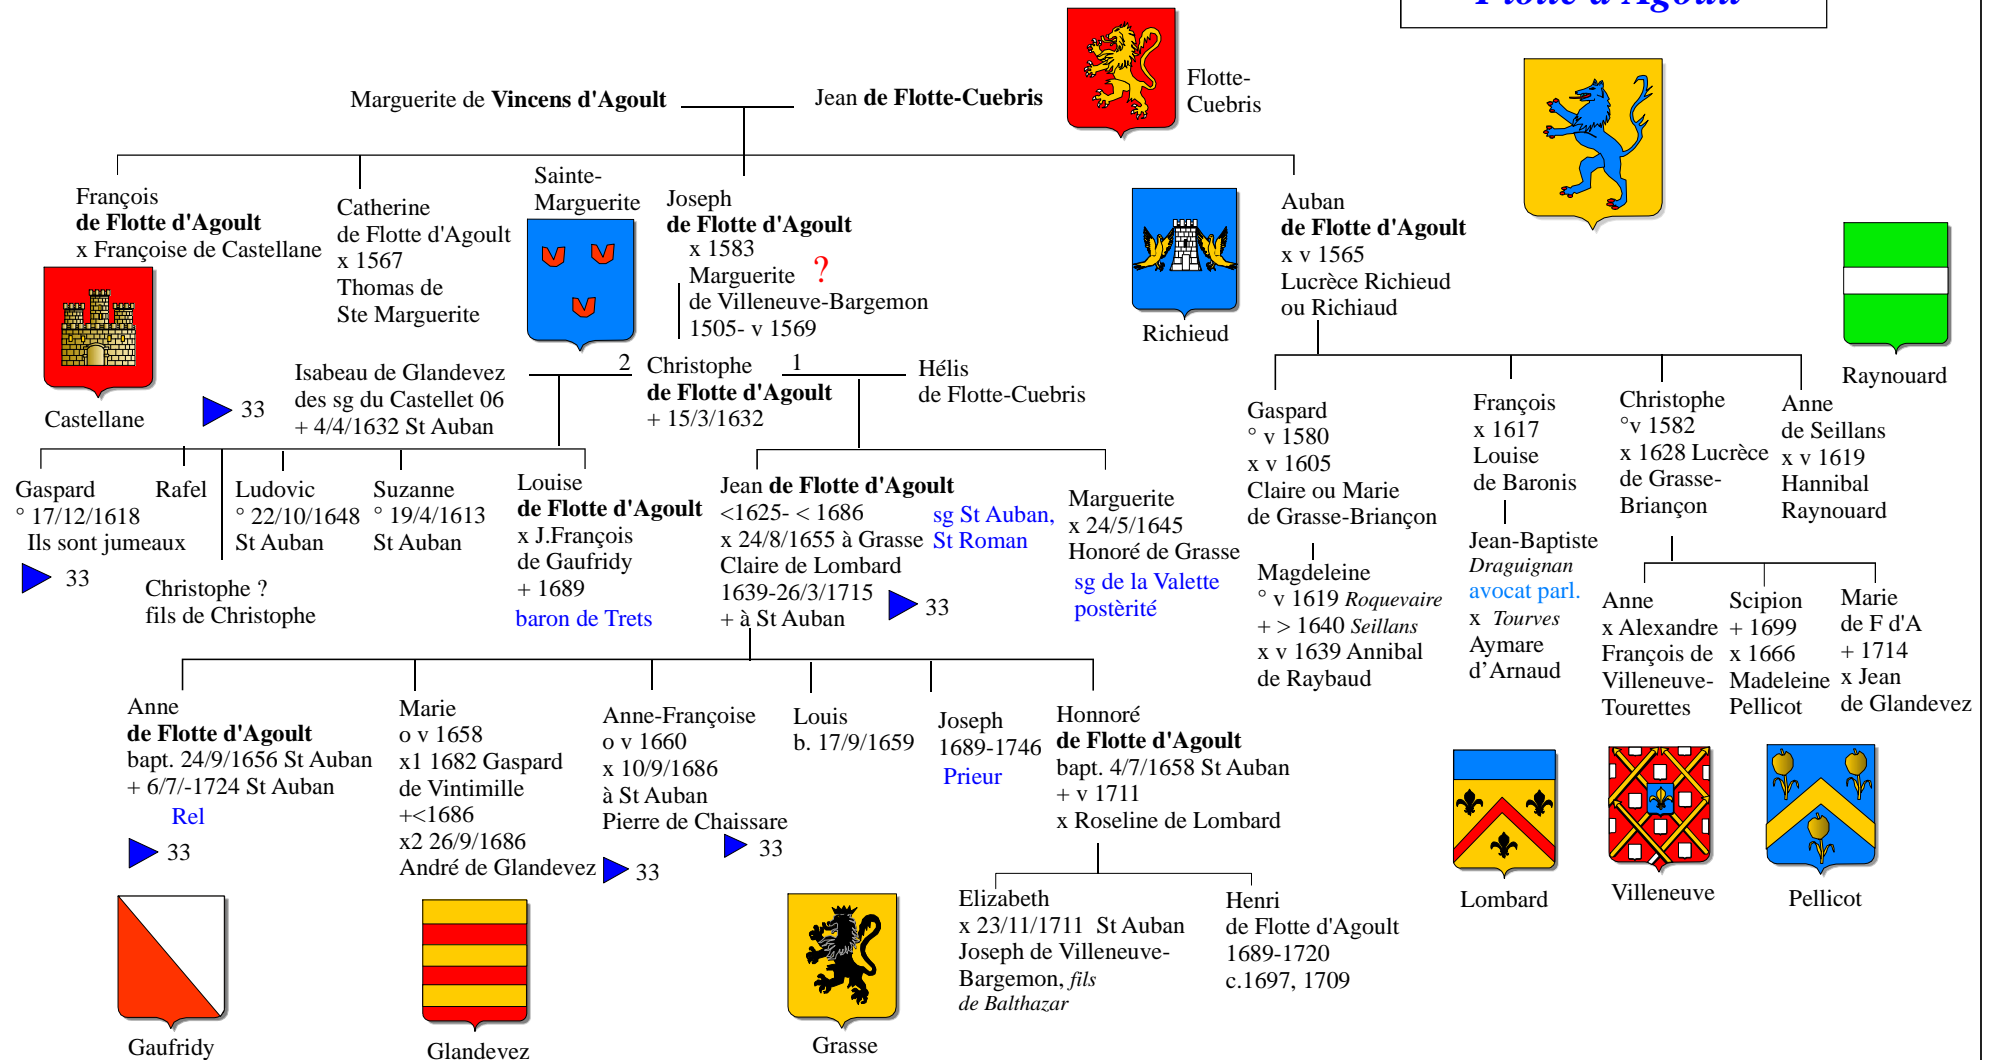 Flotte d'Agoult
Marguerite de Vincens d'Agoult
Jean de Flotte-Cuebris
Flotte-
Cuebris
François
de Flotte d'Agoult
x Françoise de Castellane
Castellane
Catherine
de Flotte d'Agoult
x 1567
Thomas de
Ste Marguerite
Sainte-
Marguerite
Joseph
de Flotte d'Agoult
x 1583
Marguerite ?
de Villeneuve-Bargemon
1505- v 1569
Richieud
Auban
de Flotte d'Agoult
x v 1565
Lucrèce Richieud
ou Richiaud
Raynouard
33
Isabeau de Glandevez
des sg du Castellet 06
+ 4/4/1632 St Auban
2
Christophe
de Flotte d'Agoult
+ 15/3/1632
1
Hélis
de Flotte-Cuebris
Gaspard
° v 1580
x v 1605
Claire ou Marie
de Grasse-Briançon
François
x 1617
Louise
de Baronis
Christophe
°v 1582
x 1628 Lucrèce
de Grasse-
Briançon
Anne
de Seillans
x v 1619
Hannibal
Raynouard
Gaspard
° 17/12/1618
Ils sont jumeaux
33
Rafel
Christophe ?
fils de Christophe
Ludovic
° 22/10/1648
St Auban
Suzanne
° 19/4/1613
St Auban
Louise
de Flotte d'Agoult
x J.François
de Gaufridy
+ 1689
baron de Trets
Jean de Flotte d'Agoult
<1625- < 1686
x 24/8/1655 à Grasse
Claire de Lombard
1639-26/3/1715
+ à St Auban
sg St Auban,
St Roman
33
Marguerite
x 24/5/1645
Honoré de Grasse
sg de la Valette
postèrité
Magdeleine
° v 1619 Roquevaire
+ > 1640 Seillans
x v 1639 Annibal
de Raybaud
Jean-Baptiste
Draguignan
avocat parl.
x Tourves
Aymare
d’Arnaud
Anne
x Alexandre
François de
Villeneuve-
Tourettes
Scipion
+ 1699
x 1666
Madeleine
Pellicot
Marie
de F d'A
+ 1714
x Jean
de Glandevez
Anne
de Flotte d'Agoult
bapt. 24/9/1656 St Auban
+ 6/7/-1724 St Auban
Rel
33
Marie
o v 1658
x1 1682 Gaspard
de Vintimille
+<1686
x2 26/9/1686
André de Glandevez
33
Anne-Françoise
o v 1660
x 10/9/1686
à St Auban
Pierre de Chaissare
33
Louis
b. 17/9/1659
Joseph
1689-1746
Prieur
Honnoré
de Flotte d'Agoult
bapt. 4/7/1658 St Auban
+ v 1711
x Roseline de Lombard
Elizabeth
x 23/11/1711 St Auban
Joseph de Villeneuve-
Bargemon, fils
de Balthazar
Henri
de Flotte d'Agoult
1689-1720
c.1697, 1709
Lombard
Villeneuve
Pellicot
Gaufridy
Glandevez
Grasse